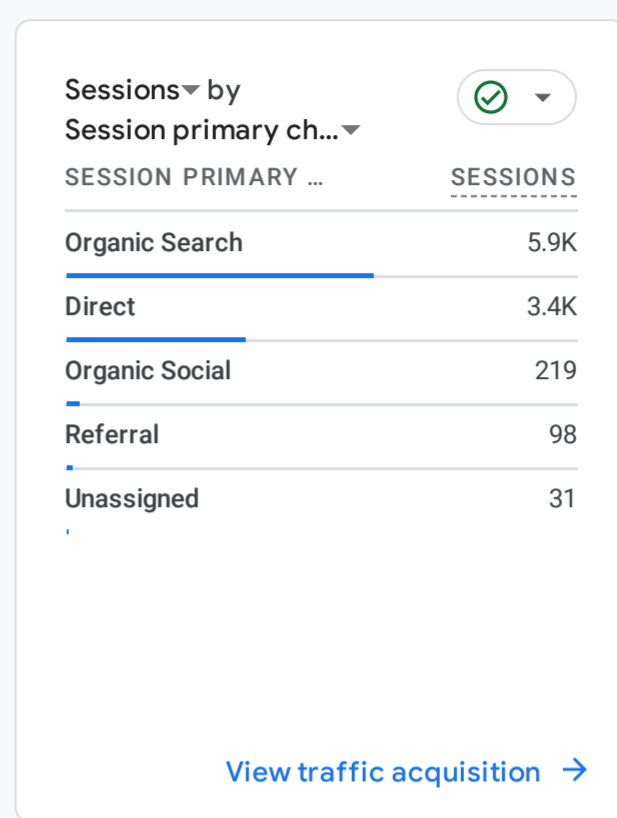 Sessions by
Session primary ch...
SESSION PRIMARY ... SESSIONS
Organic Search 5.9K
Direct 3.4K
Organic Social 219
Referral 98
Unassigned 31
View traffic acquisition